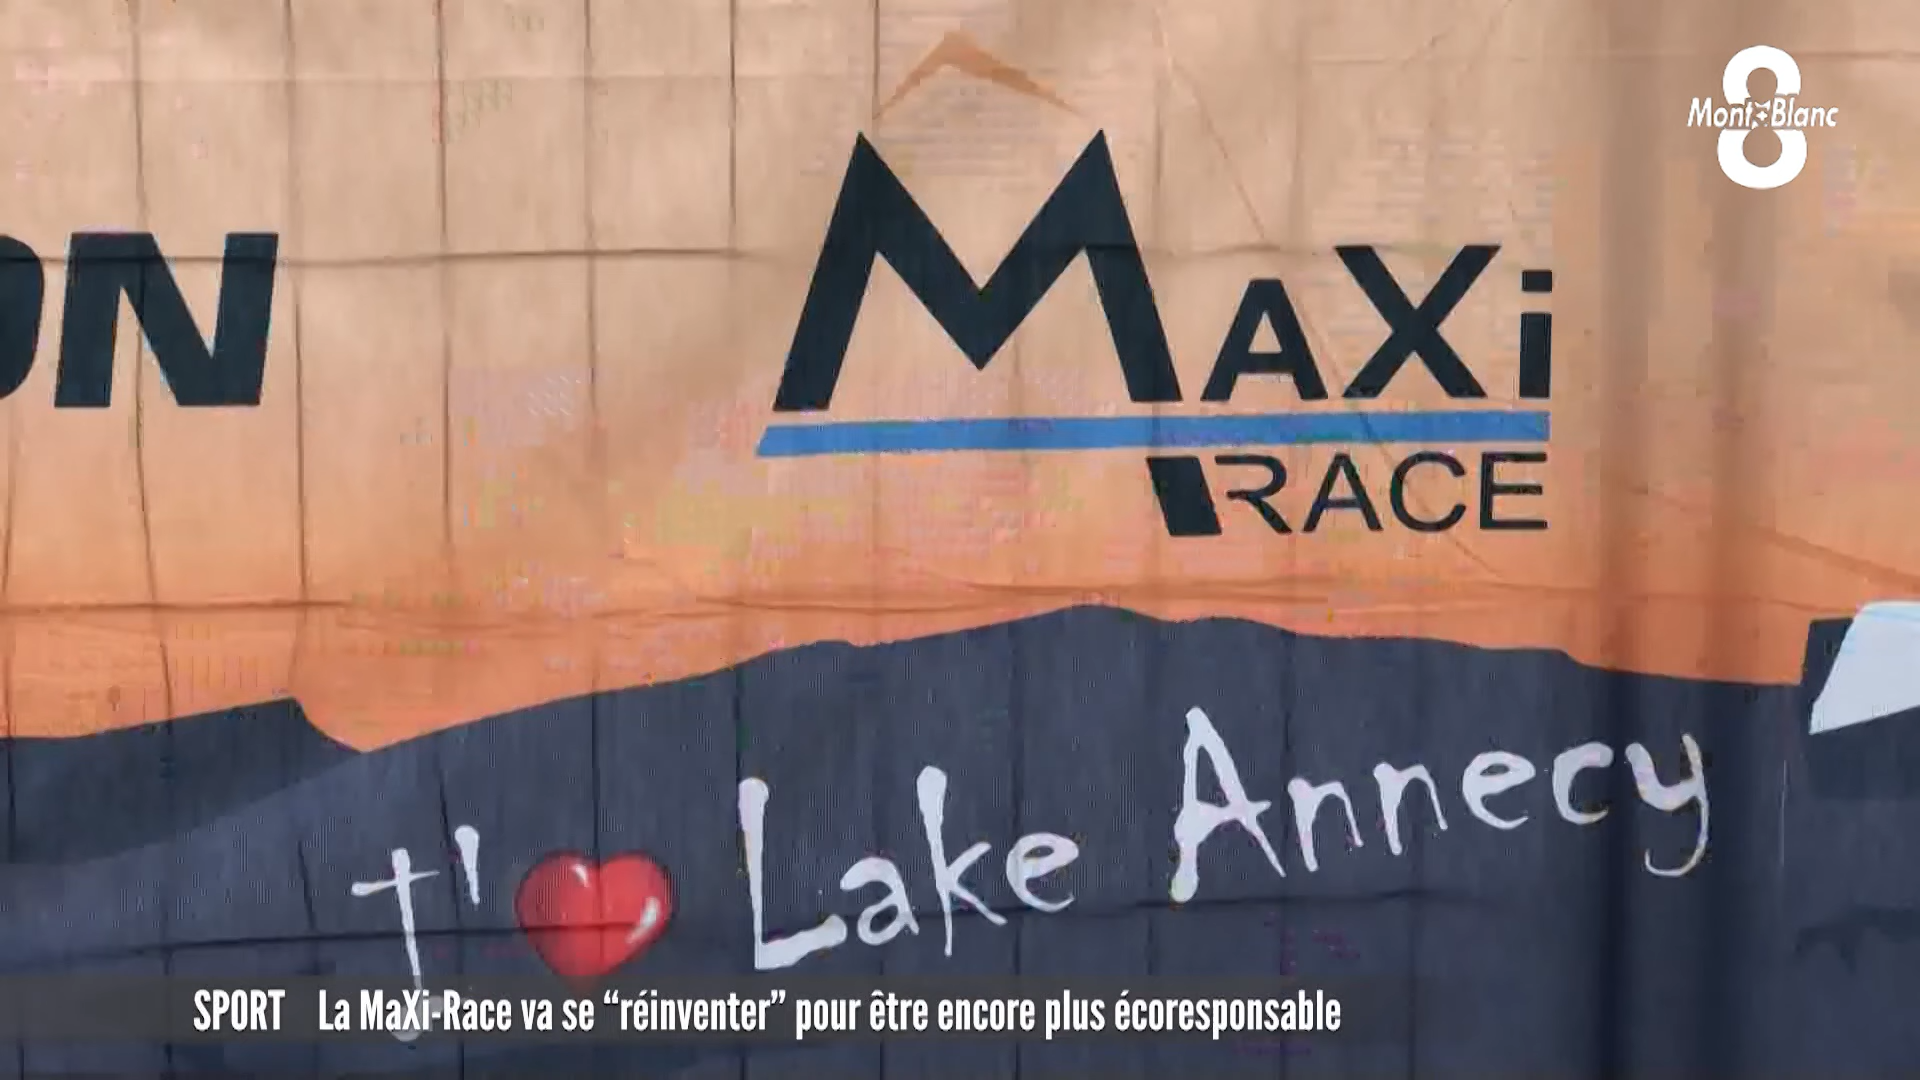 8
Mont Blanc
ON
MAXi
RACE
J'❤ Lake Annecy
SPORT La MaXi-Race va se “réinventer” pour être encore plus écoresponsable